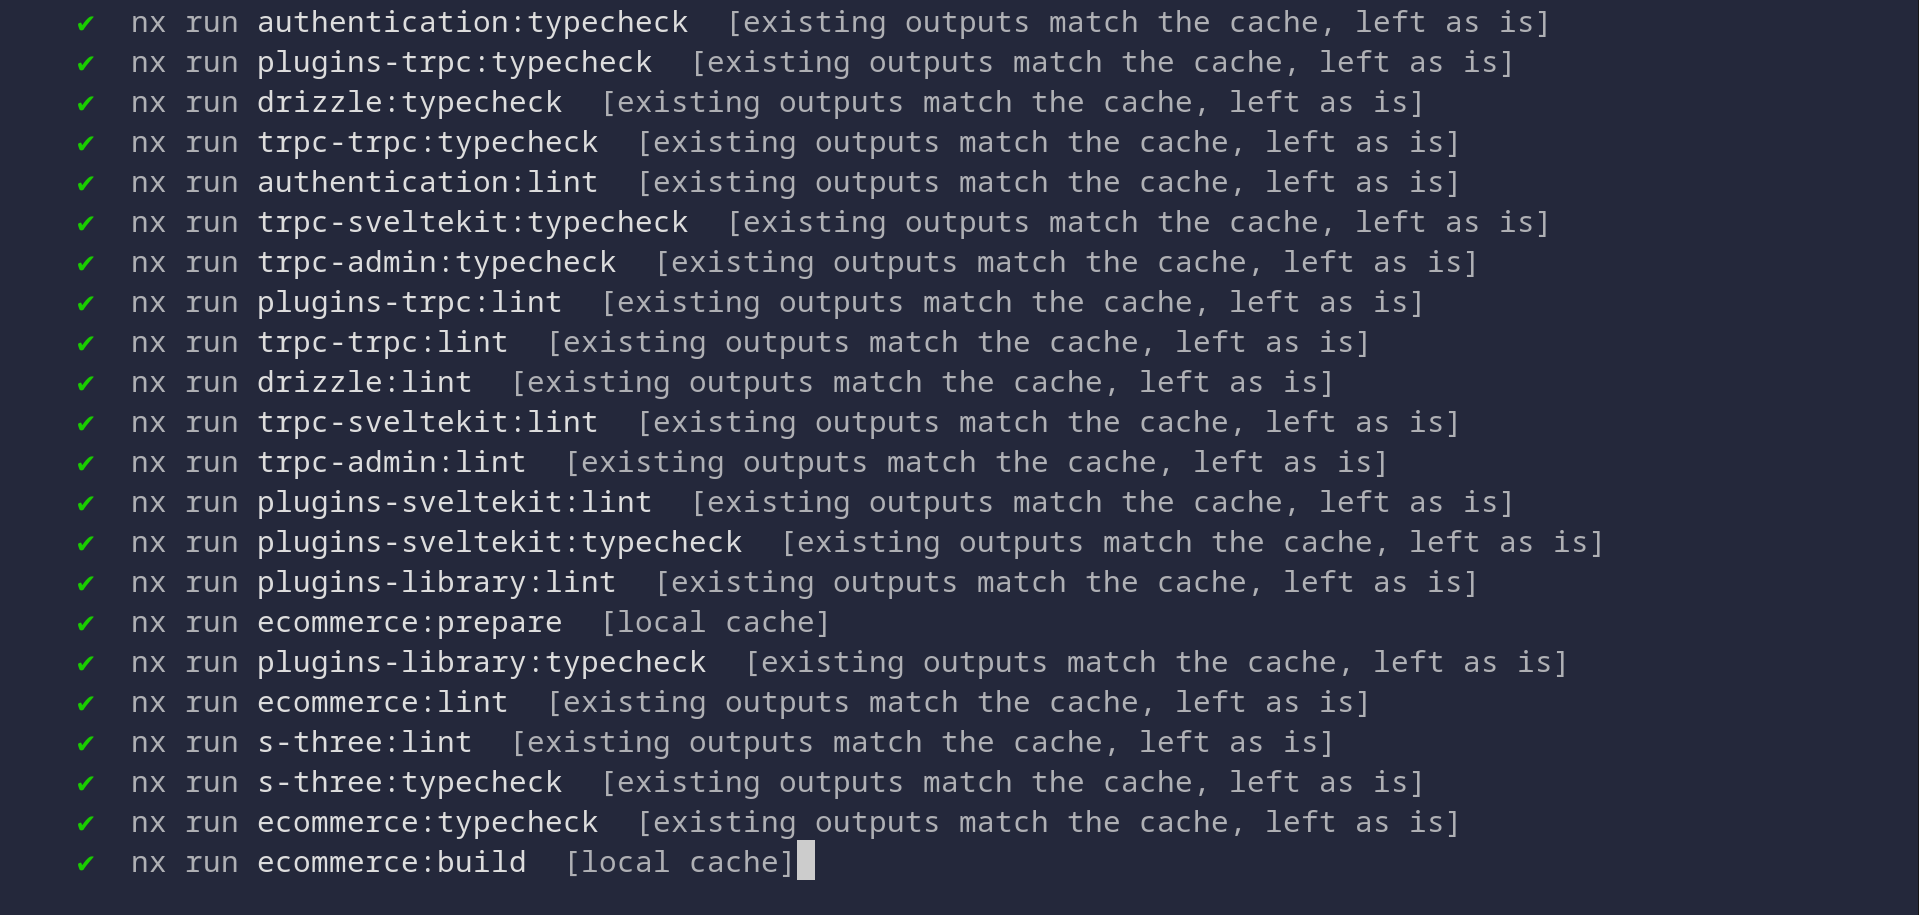 ✔ nx run authentication:typecheck [existing outputs match the cache, left as is]
✔ nx run plugins-trpc:typecheck [existing outputs match the cache, left as is]
✔ nx run drizzle:typecheck [existing outputs match the cache, left as is]
✔ nx run trpc-trpc:typecheck [existing outputs match the cache, left as is]
✔ nx run authentication:lint [existing outputs match the cache, left as is]
✔ nx run trpc-sveltekit:typecheck [existing outputs match the cache, left as is]
✔ nx run trpc-admin:typecheck [existing outputs match the cache, left as is]
✔ nx run plugins-trpc:lint [existing outputs match the cache, left as is]
✔ nx run trpc-trpc:lint [existing outputs match the cache, left as is]
✔ nx run drizzle:lint [existing outputs match the cache, left as is]
✔ nx run trpc-sveltekit:lint [existing outputs match the cache, left as is]
✔ nx run trpc-admin:lint [existing outputs match the cache, left as is]
✔ nx run plugins-sveltekit:lint [existing outputs match the cache, left as is]
✔ nx run plugins-sveltekit:typecheck [existing outputs match the cache, left as is]
✔ nx run plugins-library:lint [existing outputs match the cache, left as is]
✔ nx run ecommerce:prepare [local cache]
✔ nx run plugins-library:typecheck [existing outputs match the cache, left as is]
✔ nx run ecommerce:lint [existing outputs match the cache, left as is]
✔ nx run s-three:lint [existing outputs match the cache, left as is]
✔ nx run s-three:typecheck [existing outputs match the cache, left as is]
✔ nx run ecommerce:typecheck [existing outputs match the cache, left as is]
✔ nx run ecommerce:build [local cache]